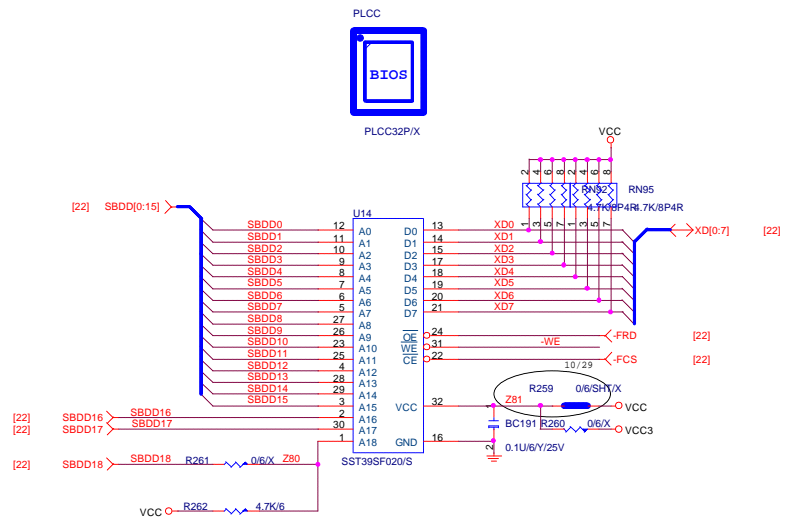 PLCC
BIOS
PLCC32P/X
VCC
2 4 6 8 2 4 6 8
RN92 RN95
4.7K/8P4R 4.7K/8P4R
1 3 5 7 1 3 5 7
[22] SBDD[0:15]
U14
XD[0:7] [22]
SBDD0 12 A0 D0 13 XD0
SBDD1 11 A1 D1 14 XD1
SBDD2 10 A2 D2 15 XD2
SBDD3 9 A3 D3 17 XD3
SBDD4 8 A4 D4 18 XD4
SBDD5 7 A5 D5 19 XD5
SBDD6 6 A6 D6 20 XD6
SBDD7 5 A7 D7 21 XD7
SBDD8 27 A8
SBDD9 26 A9 OE 24 -FRD [22]
SBDD10 23 A10 WE 31 -WE
SBDD11 25 A11 CE 22 -FCS [22]
SBDD12 4 A12
10/29
SBDD13 28 A13
SBDD14 29 A14
R259 0/6/SHT/X
SBDD15 3 A15 VCC 32 1 Z81 VCC
[22] SBDD16 SBDD16 2 A16
[22] SBDD17 SBDD17 30 A17
BC191 R260 0/6/X VCC3
1 A18 GND 16 2 0.1U/6/Y/25V
SST39SF020/S
[22] SBDD18 SBDD18 R261 0/6/X Z80
VCC R262 4.7K/6